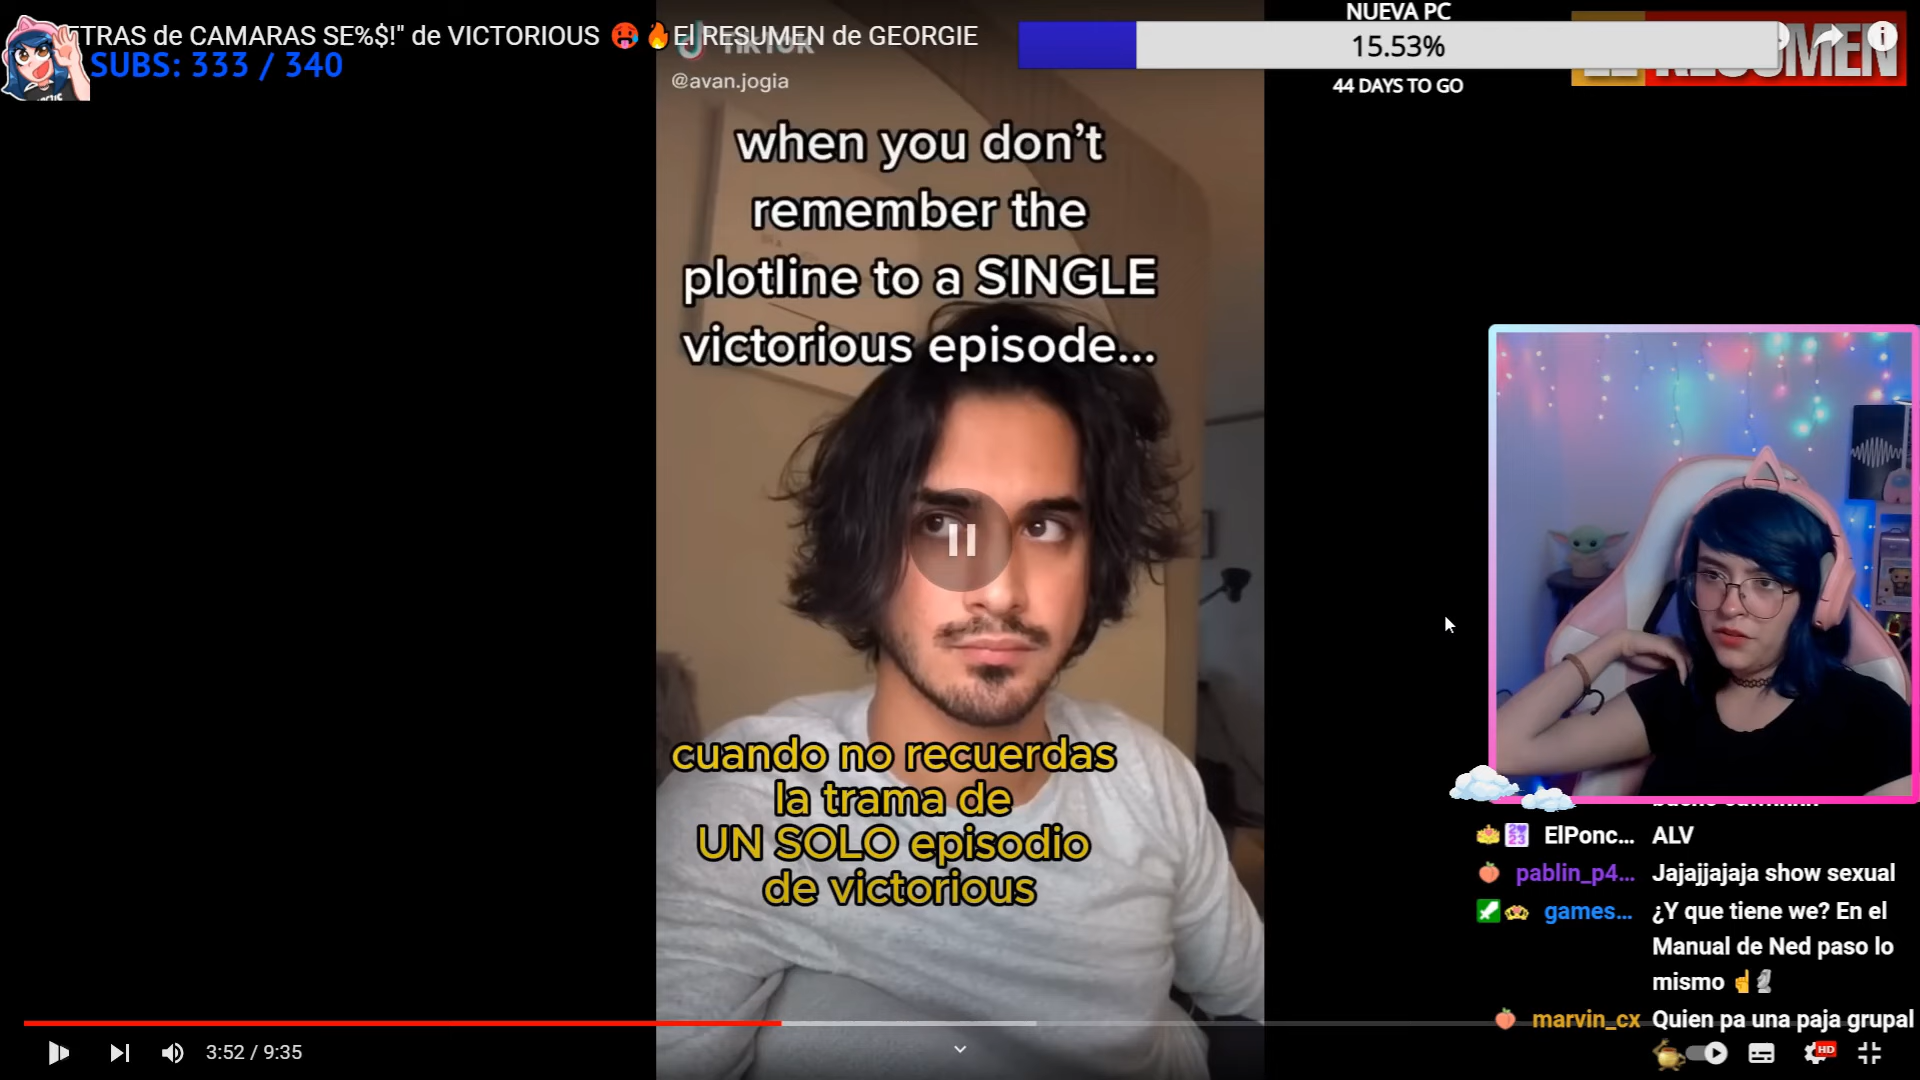 TRAS de CAMARAS SE%$!" de VICTORIOUS 🥵🔥El RESUMEN de GEORGIE
SUBS: 333 / 340
NUEVA PC
15.53%
44 DAYS TO GO
TikTok
@avan.jogia
when you don't
remember the
plotline to a SINGLE
victorious episode...
cuando no recuerdas
la trama de
UN SOLO episodio
de victorious
ElPonc... ALV
pablin_p4... Jajajjajaja show sexual
games... ¿Y que tiene we? En el
Manual de Ned paso lo
mismo ☝️🗿
marvin_cx Quien pa una paja grupal
3:52 / 9:35
HD